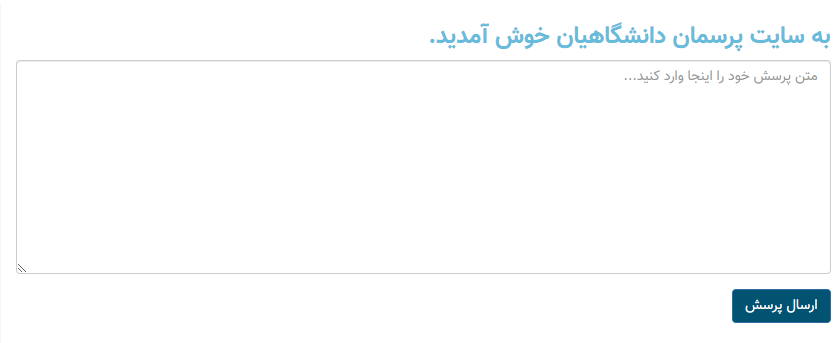 به سایت پرسمان دانشگاهیان خوش آمدید.
متن پرسش خود را اینجا وارد کنید...
ارسال پرسش